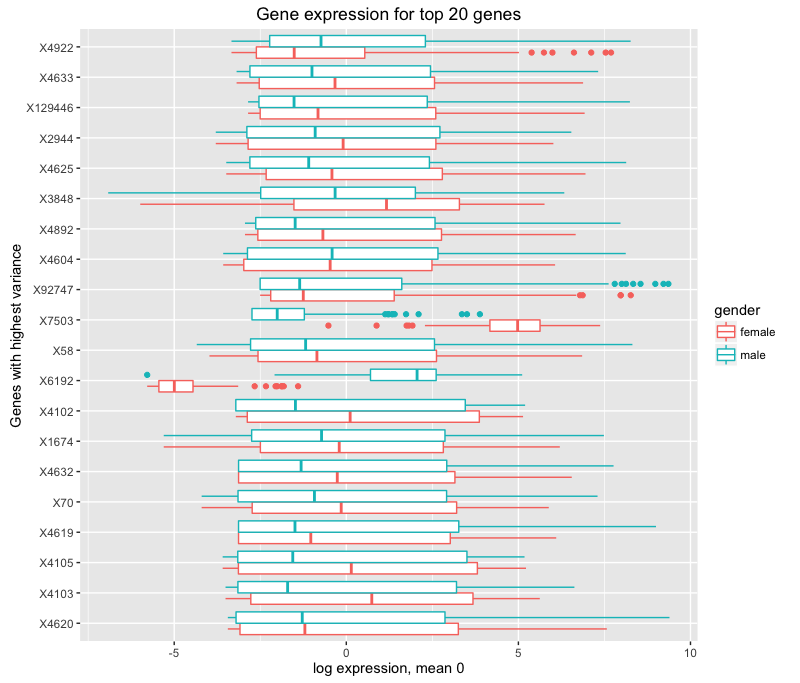 Gene expression for top 20 genes
Genes with highest variance
X4922
X4633
X129446
X2944
X4625
X3848
X4892
X4604
X92747
X7503
X58
X6192
X4102
X1674
X4632
X70
X4619
X4105
X4103
X4620
-5 0 5 10
log expression, mean 0
gender
female
male